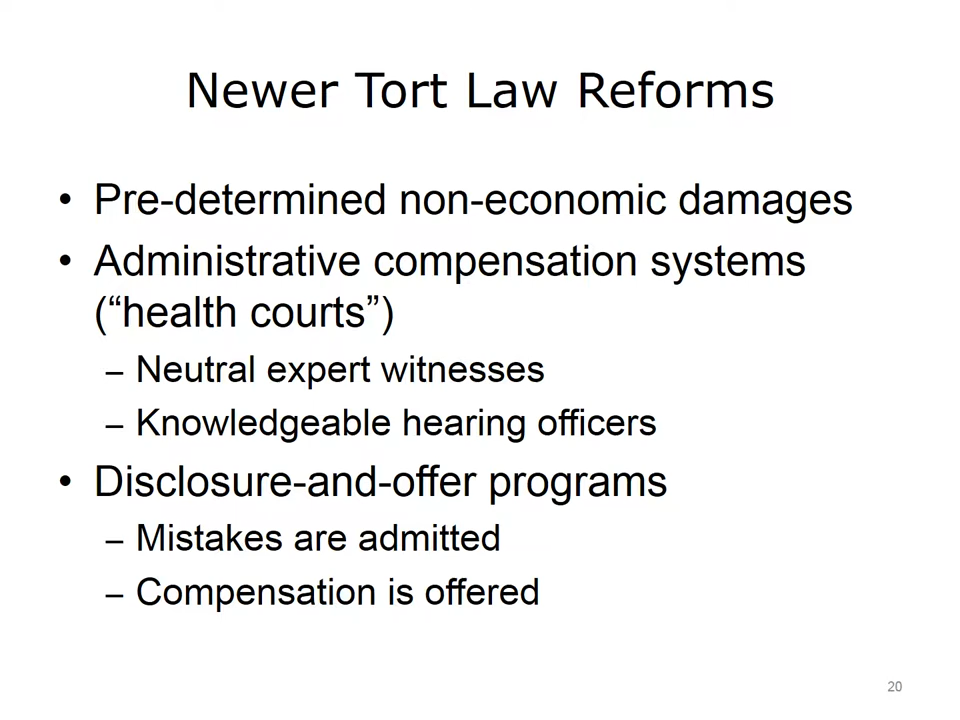 Newer Tort Law Reforms
• Pre-determined non-economic damages
• Administrative compensation systems
(“health courts”)
– Neutral expert witnesses
– Knowledgeable hearing officers
• Disclosure-and-offer programs
– Mistakes are admitted
– Compensation is offered
20